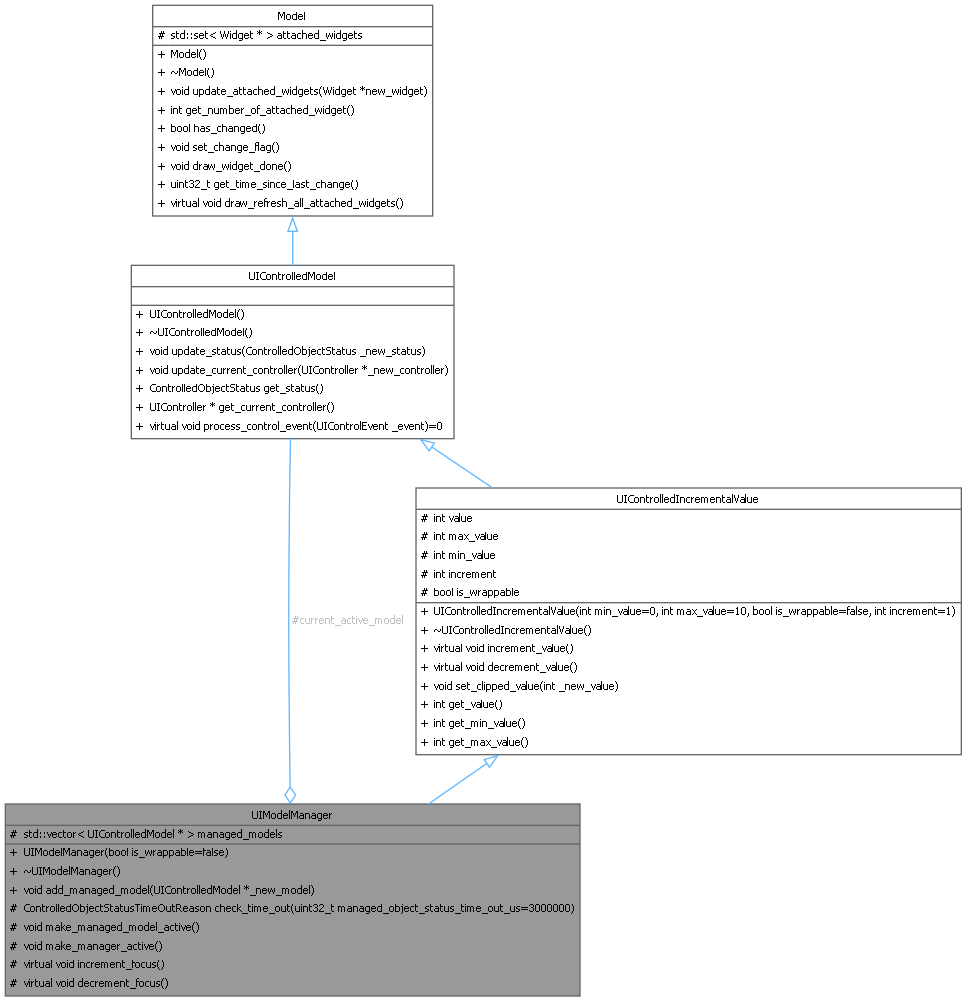 Model
# std::set< Widget * > attached_widgets
+ Model()
+ ~Model()
+ void update_attached_widgets(Widget *new_widget)
+ int get_number_of_attached_widget()
+ bool has_changed()
+ void set_change_flag()
+ void draw_widget_done()
+ uint32_t get_time_since_last_change()
+ virtual void draw_refresh_all_attached_widgets()
UIControlledModel
+ UIControlledModel()
+ ~UIControlledModel()
+ void update_status(ControlledObjectStatus _new_status)
+ void update_current_controller(UIController *_new_controller)
+ ControlledObjectStatus get_status()
+ UIController * get_current_controller()
+ virtual void process_control_event(UIControlEvent _event)=0
UIControlledIncrementalValue
# int value
# int max_value
# int min_value
# int increment
# bool is_wrappable
+ UIControlledIncrementalValue(int min_value=0, int max_value=10, bool is_wrappable=false, int increment=1)
+ ~UIControlledIncrementalValue()
+ virtual void increment_value()
+ virtual void decrement_value()
+ void set_clipped_value(int _new_value)
+ int get_value()
+ int get_min_value()
+ int get_max_value()
#current_active_model
UIModelManager
# std::vector< UIControlledModel * > managed_models
+ UIModelManager(bool is_wrappable=false)
+ ~UIModelManager()
+ void add_managed_model(UIControlledModel *_new_model)
# ControlledObjectStatusTimeOutReason check_time_out(uint32_t managed_object_status_time_out_us=3000000)
# void make_managed_model_active()
# void make_manager_active()
# virtual void increment_focus()
# virtual void decrement_focus()